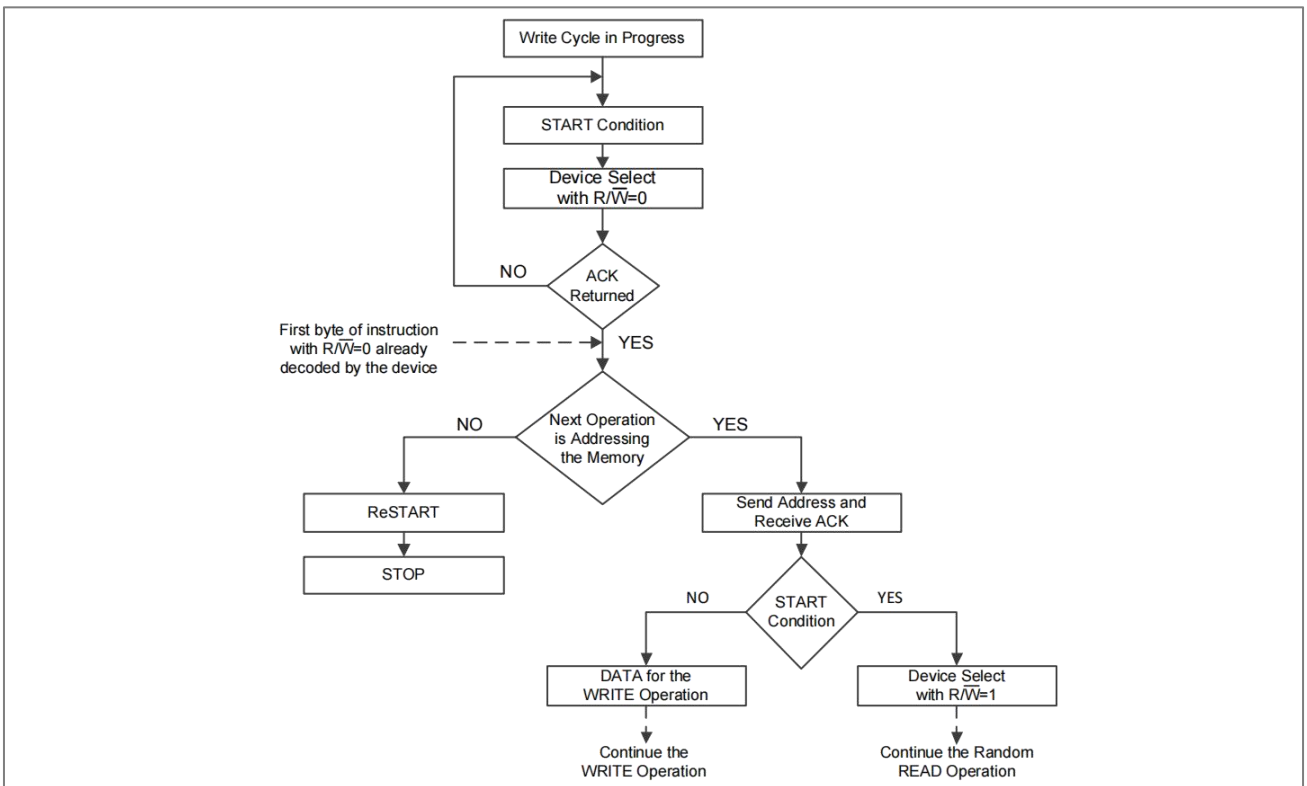 Write Cycle in Progress
START Condition
Device Select
with R/W̅=0
NO
ACK
Returned
First byte of instruction
with R/W̅=0 already
decoded by the device
YES
NO
Next Operation
is Addressing
the Memory
YES
ReSTART
Send Address and
Receive ACK
STOP
NO
START
Condition
YES
DATA for the
WRITE Operation
Device Select
with R/W̅=1
Continue the
WRITE Operation
Continue the Random
READ Operation